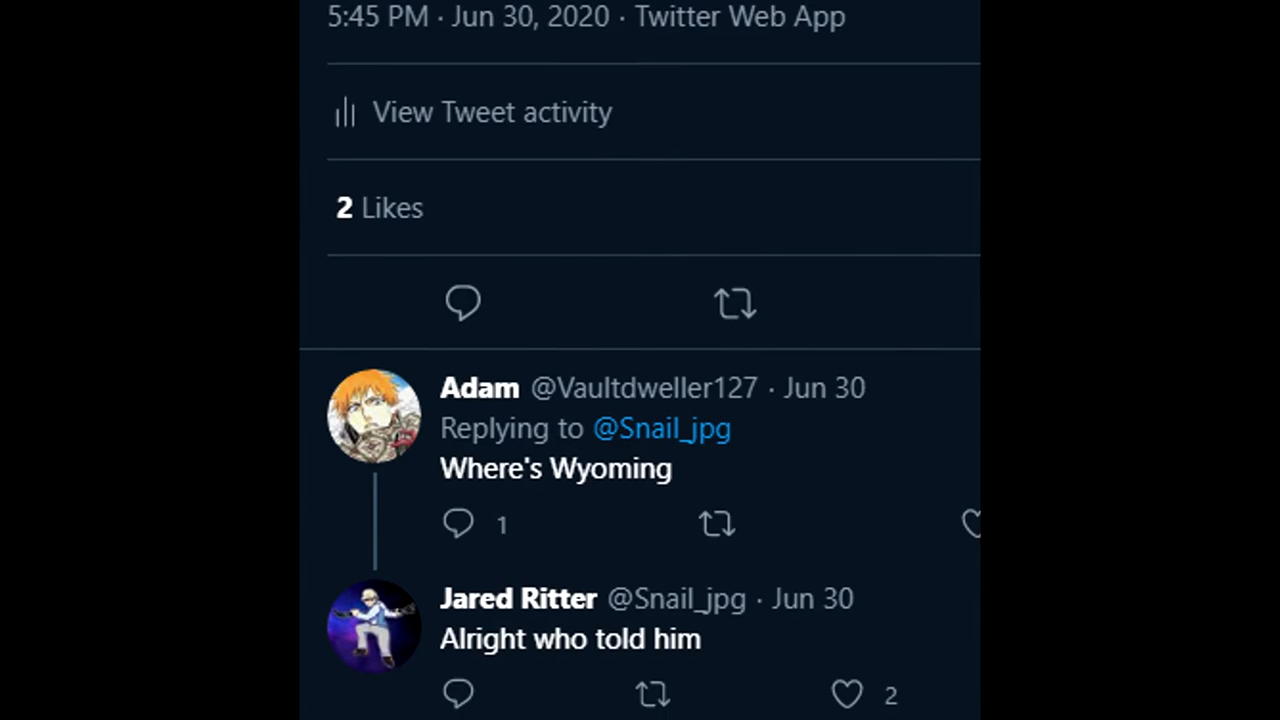 5:45 PM · Jun 30, 2020 · Twitter Web App
View Tweet activity
2 Likes
Adam @Vaultdweller127 · Jun 30
Replying to @Snail_jpg
Where's Wyoming
1
Jared Ritter @Snail_jpg · Jun 30
Alright who told him
2